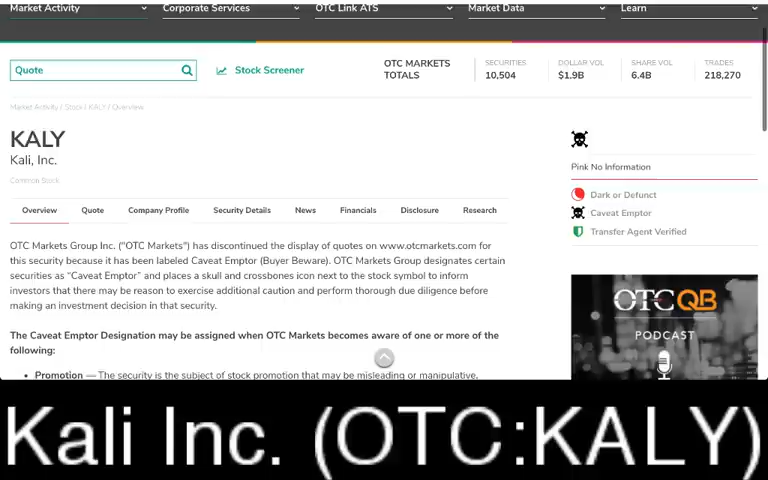 Market Activity
Corporate Services
OTC Link ATS
Market Data
Learn
Quote
Stock Screener
OTC MARKETS
TOTALS
SECURITIES
10,504
DOLLAR VOL
$1.9B
SHARE VOL
6.4B
TRADES
218,270
Market Activity / Stock / KALY / Overview
KALY
Kali, Inc.
Common Stock
Overview
Quote
Company Profile
Security Details
News
Financials
Disclosure
Research
OTC Markets Group Inc. ("OTC Markets") has discontinued the display of quotes on www.otcmarkets.com for
this security because it has been labeled Caveat Emptor (Buyer Beware). OTC Markets Group designates certain
securities as "Caveat Emptor" and places a skull and crossbones icon next to the stock symbol to inform
investors that there may be reason to exercise additional caution and perform thorough due diligence before
making an investment decision in that security.
The Caveat Emptor Designation may be assigned when OTC Markets becomes aware of one or more of the
following:
• Promotion — The security is the subject of stock promotion that may be misleading or manipulative.
Pink No Information
Dark or Defunct
Caveat Emptor
Transfer Agent Verified
OTCQB
PODCAST
Kali Inc. (OTC:KALY)